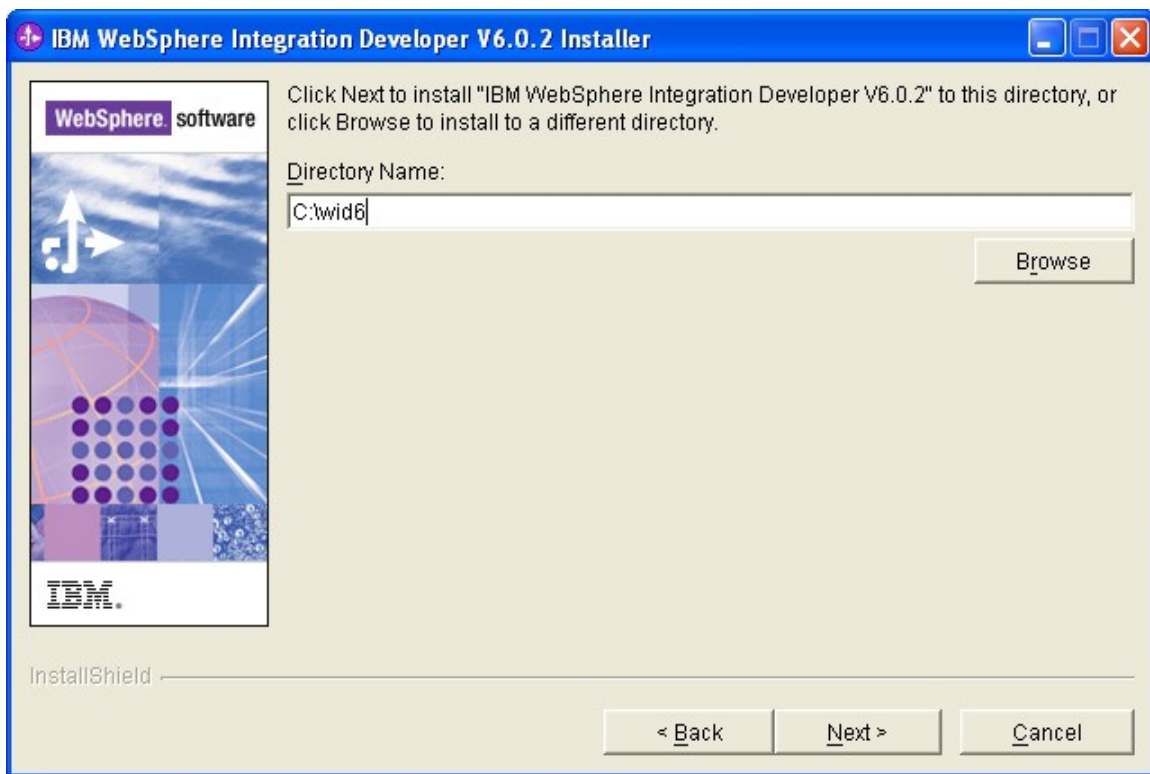 IBM WebSphere Integration Developer V6.0.2 Installer
WebSphere. software
Click Next to install "IBM WebSphere Integration Developer V6.0.2" to this directory, or
click Browse to install to a different directory.
Directory Name:
C:\wid6
Browse
IBM.
InstallShield
< Back
Next >
Cancel